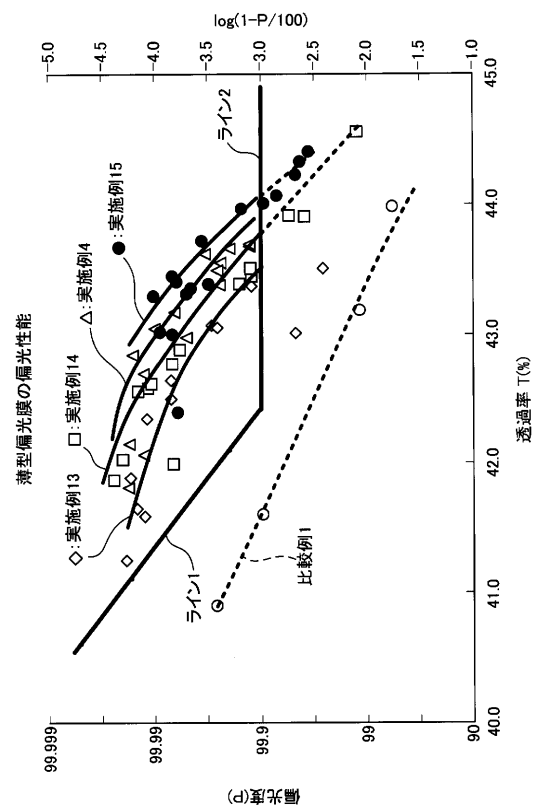 薄型偏光膜の偏光性能
◇:実施例13
□:実施例14
△:実施例4
●:実施例15
ライン1
ライン2
比較例1
偏光度(P)
99.999
99.99
99.9
99
90
log(1-P/100)
-5.0
-4.5
-4.0
-3.5
-3.0
-2.5
-2.0
-1.5
-1.0
40.0
41.0
42.0
43.0
44.0
45.0
透過率 T(%)